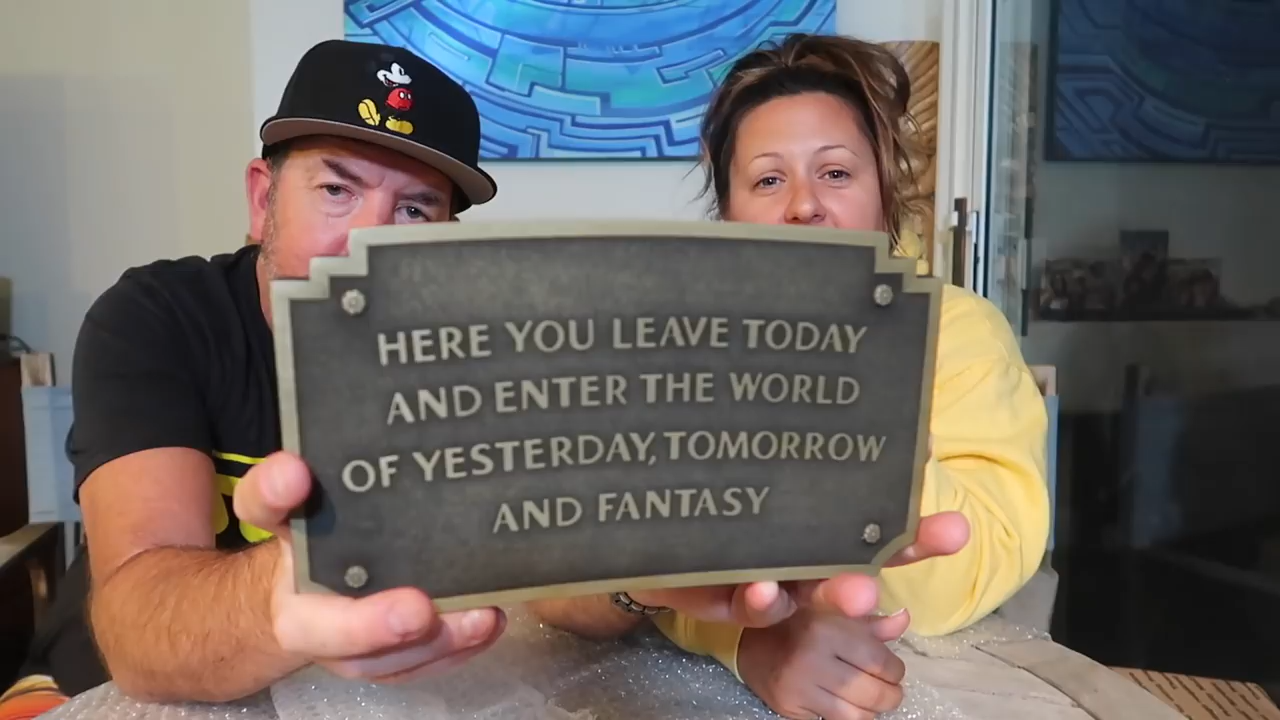 HERE YOU LEAVE TODAY
AND ENTER THE WORLD
OF YESTERDAY, TOMORROW
AND FANTASY